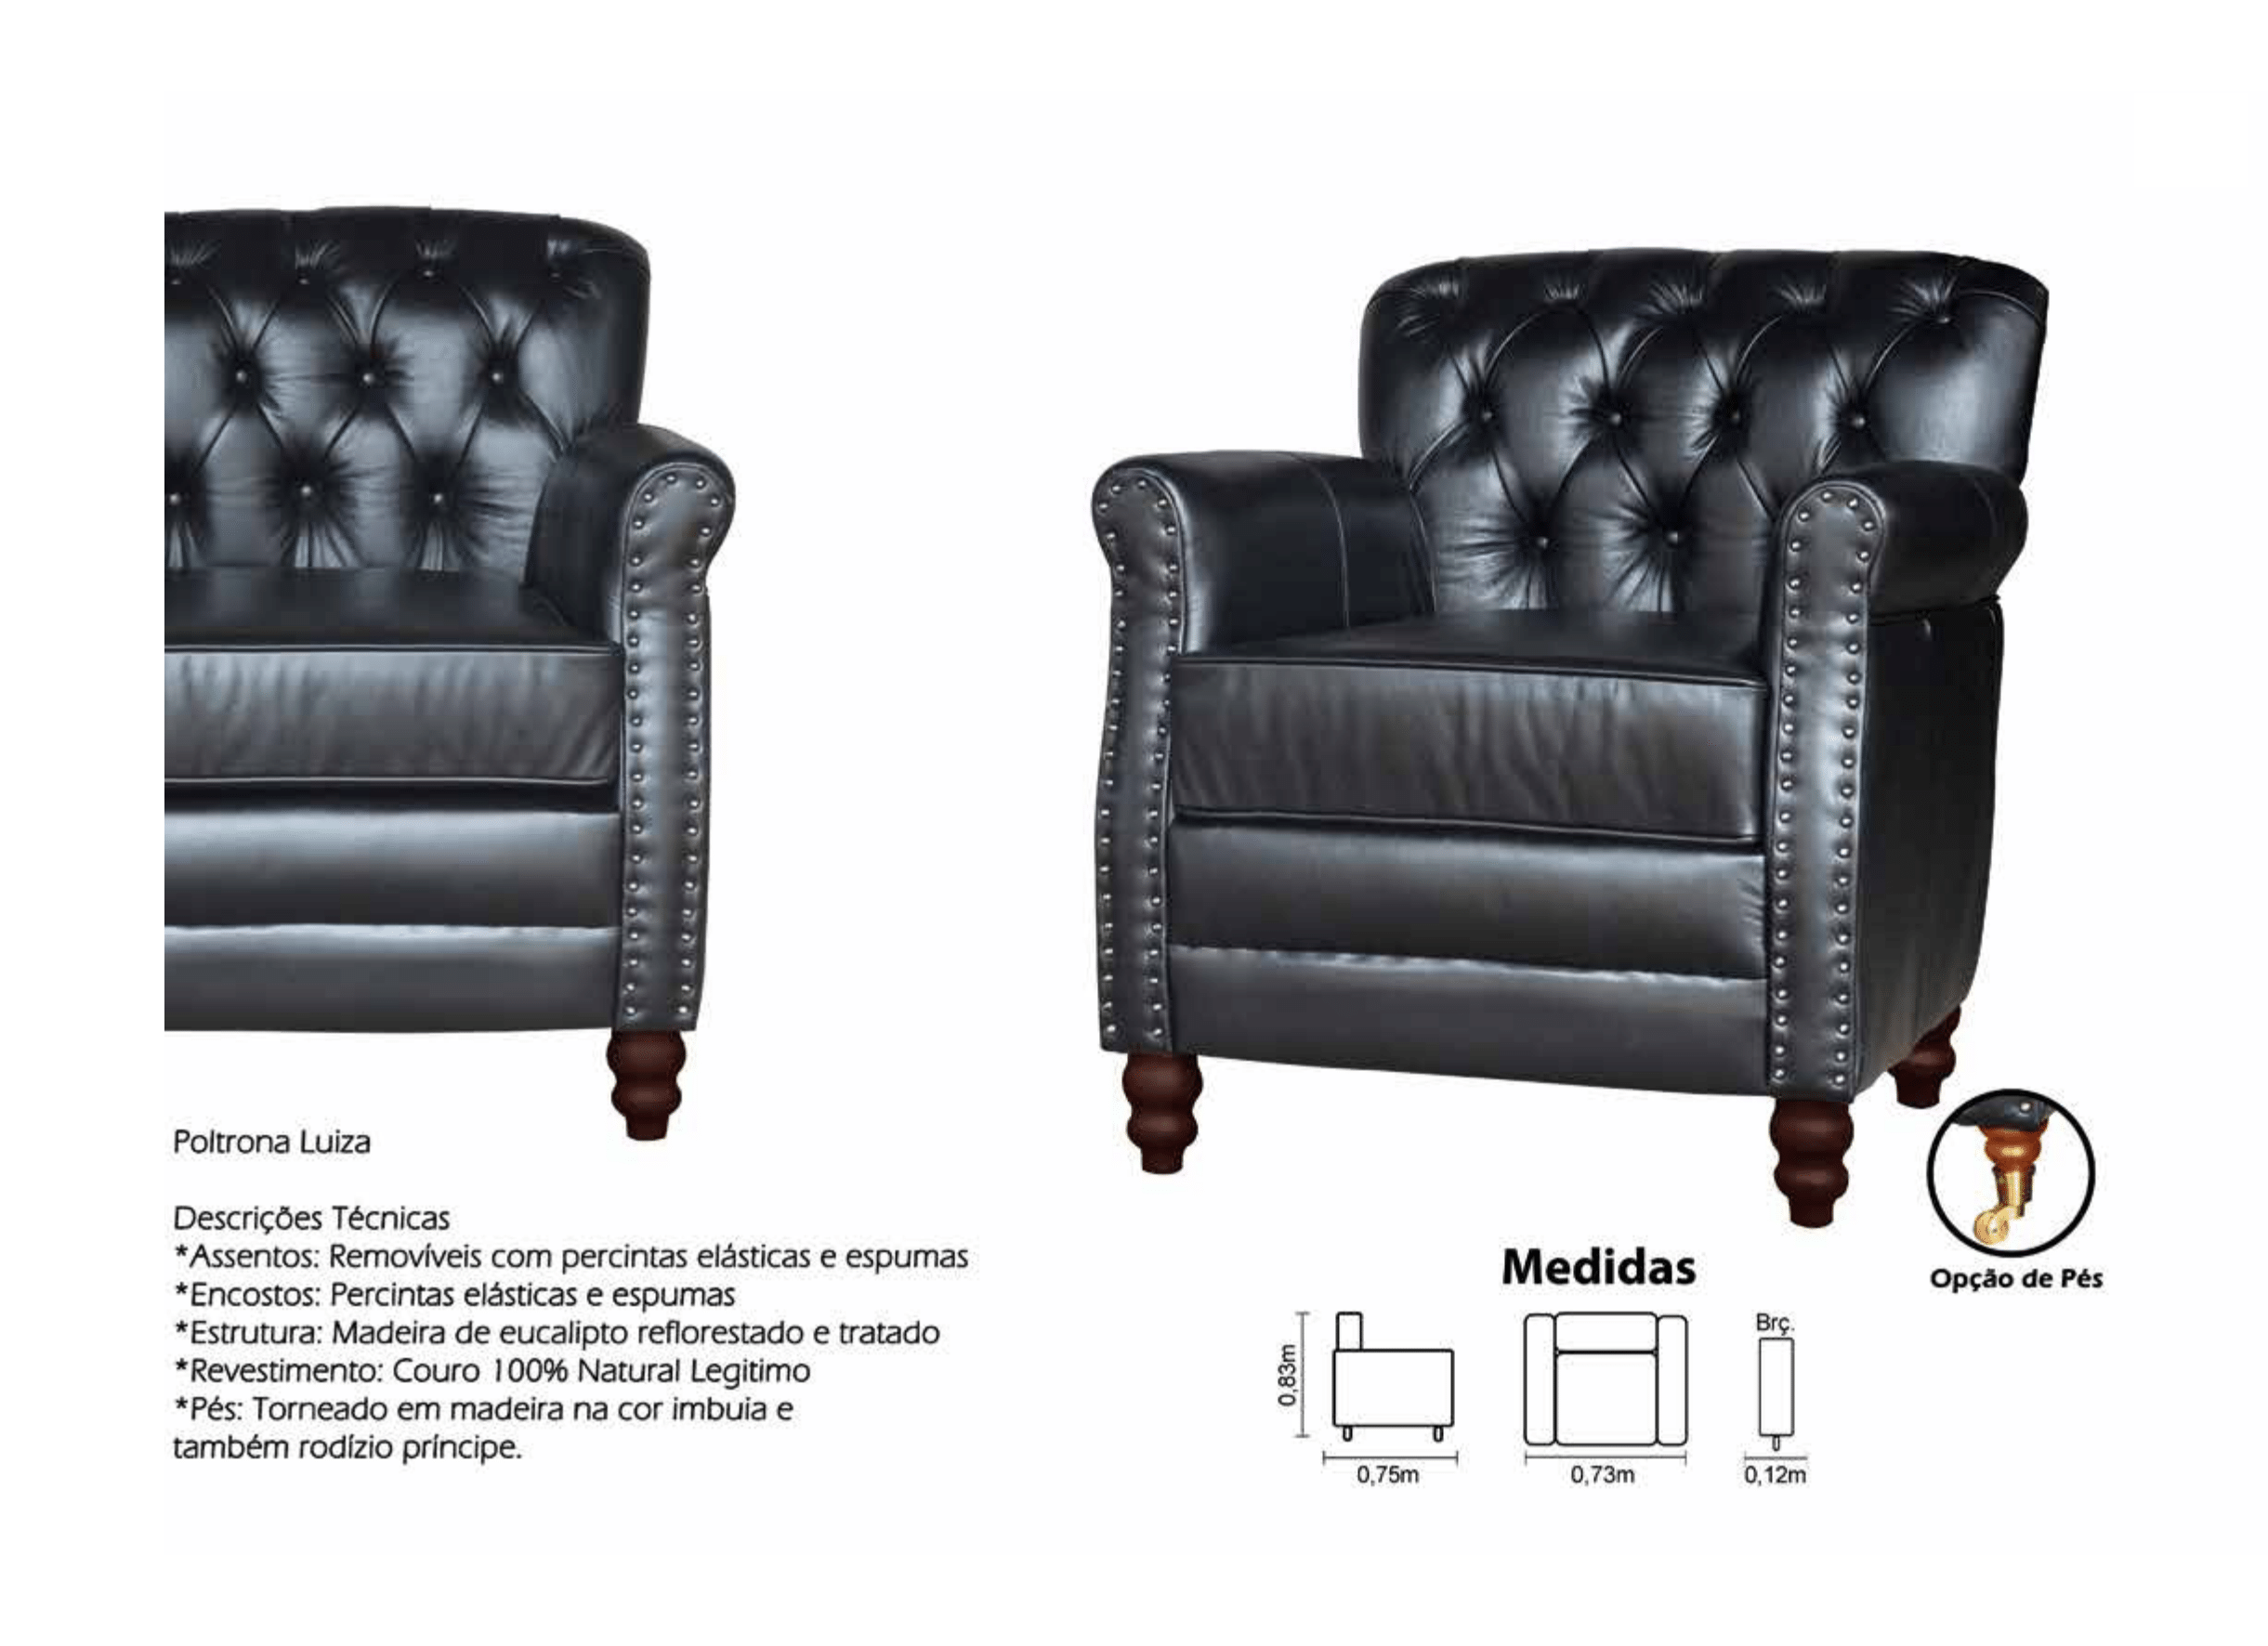 Poltrona Luiza
Descrições Técnicas
*Assentos: Removíveis com percintas elásticas e espumas
*Encostos: Percintas elásticas e espumas
*Estrutura: Madeira de eucalipto reflorestado e tratado
*Revestimento: Couro 100% Natural Legitimo
*Pés: Torneado em madeira na cor imbuia e
também rodízio príncipe.
Medidas
Opção de Pés
0,83m
0,75m
0,73m
Brç.
0,12m